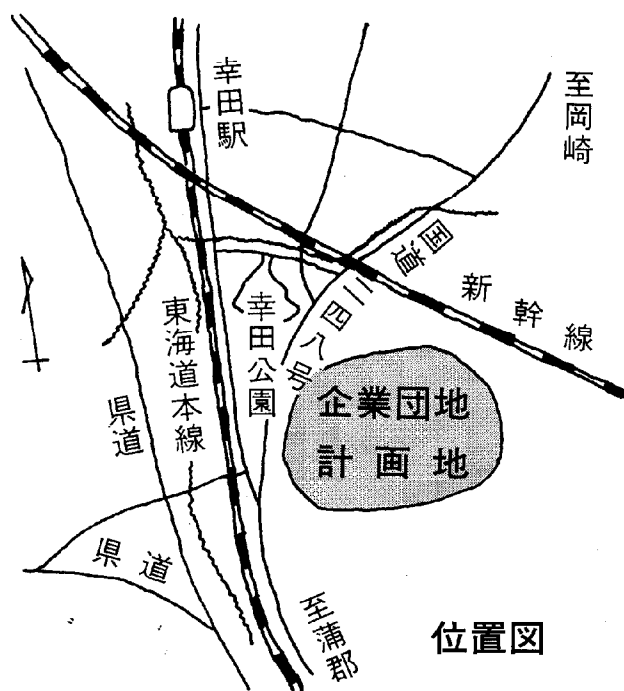 幸田駅
至岡崎
国道二四八号
新幹線
東海道本線
幸田公園
県道
企業団地
計画地
県道
至蒲郡
位置図